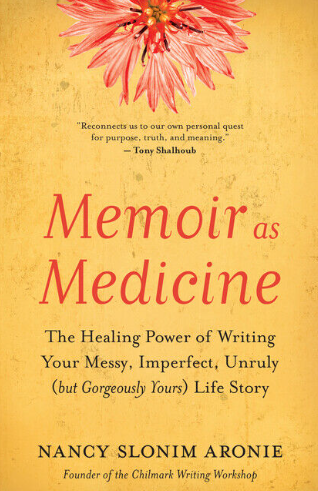 "Reconnects us to our own personal quest
for purpose, truth, and meaning."
— Tony Shalhoub
Memoir as
Medicine
The Healing Power of Writing
Your Messy, Imperfect, Unruly
(but Gorgeously Yours) Life Story
NANCY SLONIM ARONIE
Founder of the Chilmark Writing Workshop